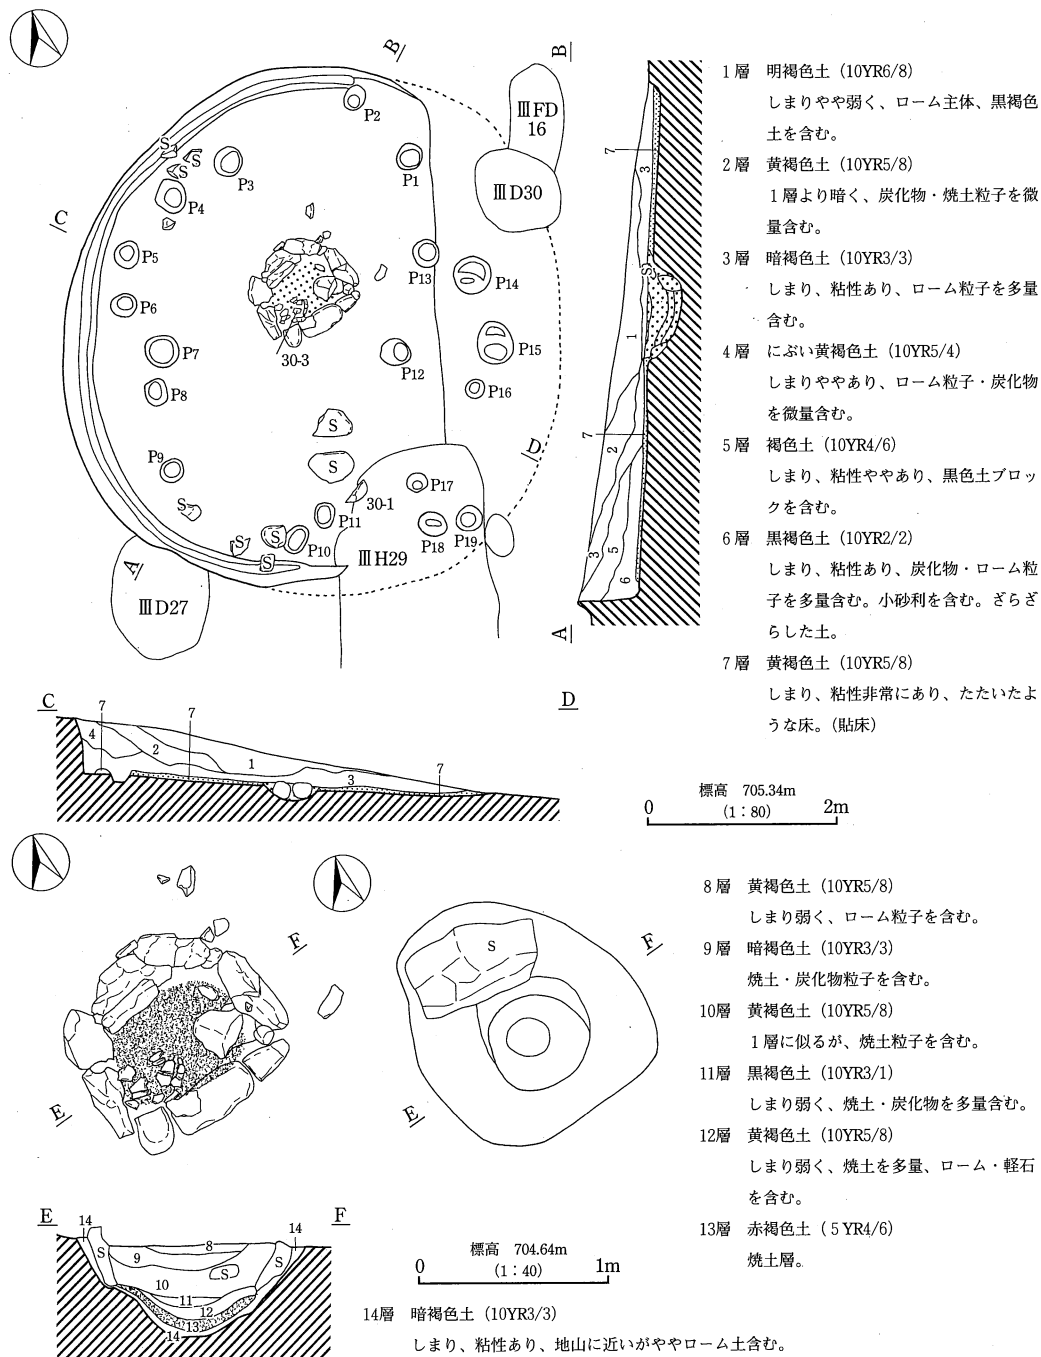 B
B
ⅢFD
16
ⅢD30
P2
P1
P3
P4
S
S
S
C
P5
P6
P7
P8
P9
P13
P14
P15
P12
P16
30-3
S
S
D
P17
30-1
P11
P18
P19
P10
S
S
S
S
ⅢH29
A
ⅢD27
A
7
3
S
1
7
2
3
5
6
1層 明褐色土(10YR6/8)
しまりやや弱く、ローム主体、黒褐色
土を含む。
2層 黄褐色土(10YR5/8)
1層より暗く、炭化物・焼土粒子を微
量含む。
3層 暗褐色土(10YR3/3)
しまり、粘性あり、ローム粒子を多量
含む。
4層 にぶい黄褐色土(10YR5/4)
しまりややあり、ローム粒子・炭化物
を微量含む。
5層 褐色土(10YR4/6)
しまり、粘性ややあり、黒色土ブロッ
クを含む。
6層 黒褐色土(10YR2/2)
しまり、粘性あり、炭化物・ローム粒
子を多量含む。小砂利を含む。ざらざ
らした土。
7層 黄褐色土(10YR5/8)
しまり、粘性非常にあり、たたいたよ
うな床。(貼床)
C
D
7
7
7
4
2
1
3
標高 705.34m
0 (1:80) 2m
F
E
S
F
E
8層 黄褐色土(10YR5/8)
しまり弱く、ローム粒子を含む。
9層 暗褐色土(10YR3/3)
焼土・炭化物粒子を含む。
10層 黄褐色土(10YR5/8)
1層に似るが、焼土粒子を含む。
11層 黒褐色土(10YR3/1)
しまり弱く、焼土・炭化物を多量含む。
12層 黄褐色土(10YR5/8)
しまり弱く、焼土を多量、ローム・軽石
を含む。
13層 赤褐色土(5YR4/6)
焼土層。
E
F
14
14
S
8
9
S
S
10
11
12
13
14
標高 704.64m
0 (1:40) 1m
14層 暗褐色土(10YR3/3)
しまり、粘性あり、地山に近いがややローム土含む。